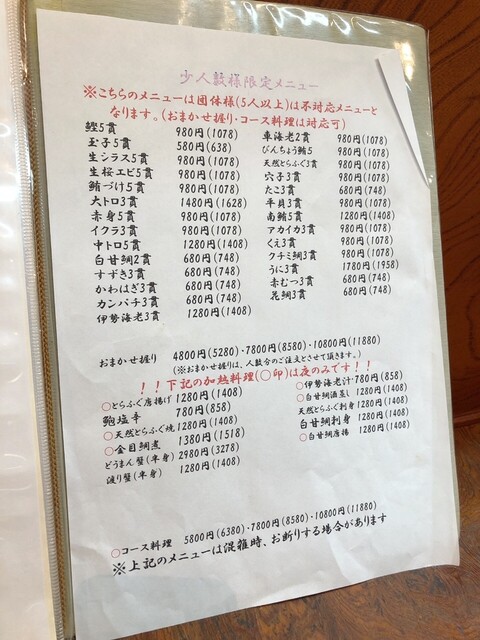 少人数様限定メニュー
※こちらのメニューは団体様(5人以上)は不対応メニューと
なります。(おまかせ握り・コース料理は対応可)
鰹5貫 980円(1078)
玉子5貫 580円(638)
生シラス5貫 980円(1078)
生桜エビ5貫 980円(1078)
鮪づけ5貫 980円(1078)
大トロ3貫 1480円(1628)
赤身5貫 980円(1078)
イクラ3貫 980円(1078)
中トロ5貫 1280円(1408)
白甘鯛2貫 680円(748)
すずき3貫 680円(748)
かわはぎ3貫 680円(748)
カンパチ3貫 680円(748)
伊勢海老3貫 1280円(1408)
車海老2貫 980円(1078)
びんちょう鮪5 980円(1078)
天然とらふぐ3貫 980円(1078)
穴子3貫 980円(1078)
たこ3貫 680円(748)
平貝3貫 980円(1078)
南鮪5貫 1280円(1408)
アカイカ3貫 980円(1078)
くえ3貫 980円(1078)
クチミ鯛3貫 980円(1078)
うに3貫 1780円(1958)
赤むつ3貫 680円(748)
昆鯛3貫 680円(748)
おまかせ握り 4800円(5280)・7800円(8580)・10800円(11880)
(※おまかせ握りは、人数分のご注文とさせて頂きます。)
!!下記の加熱料理(〇印)は夜のみです!!
〇とらふぐ唐揚げ1280円(1408)
鮑塩辛 780円(858)
〇天然とらふぐ焼1280円(1408)
〇金目鯛煮 1380円(1518)
どうまん蟹(半身) 2980円(3278)
渡り蟹(半身) 1280円(1408)
〇伊勢海老汁780円(858)
〇白甘鯛酒蒸し 1280円(1408)
天然とらふぐ刺身 1280円(1408)
白甘鯛刺身 1280円(1408)
〇白甘鯛唐揚 1280円(1408)
〇コース料理 5800円(6380)・7800円(8580)・10800円(11880)
※上記のメニューは混雑時、お断りする場合があります